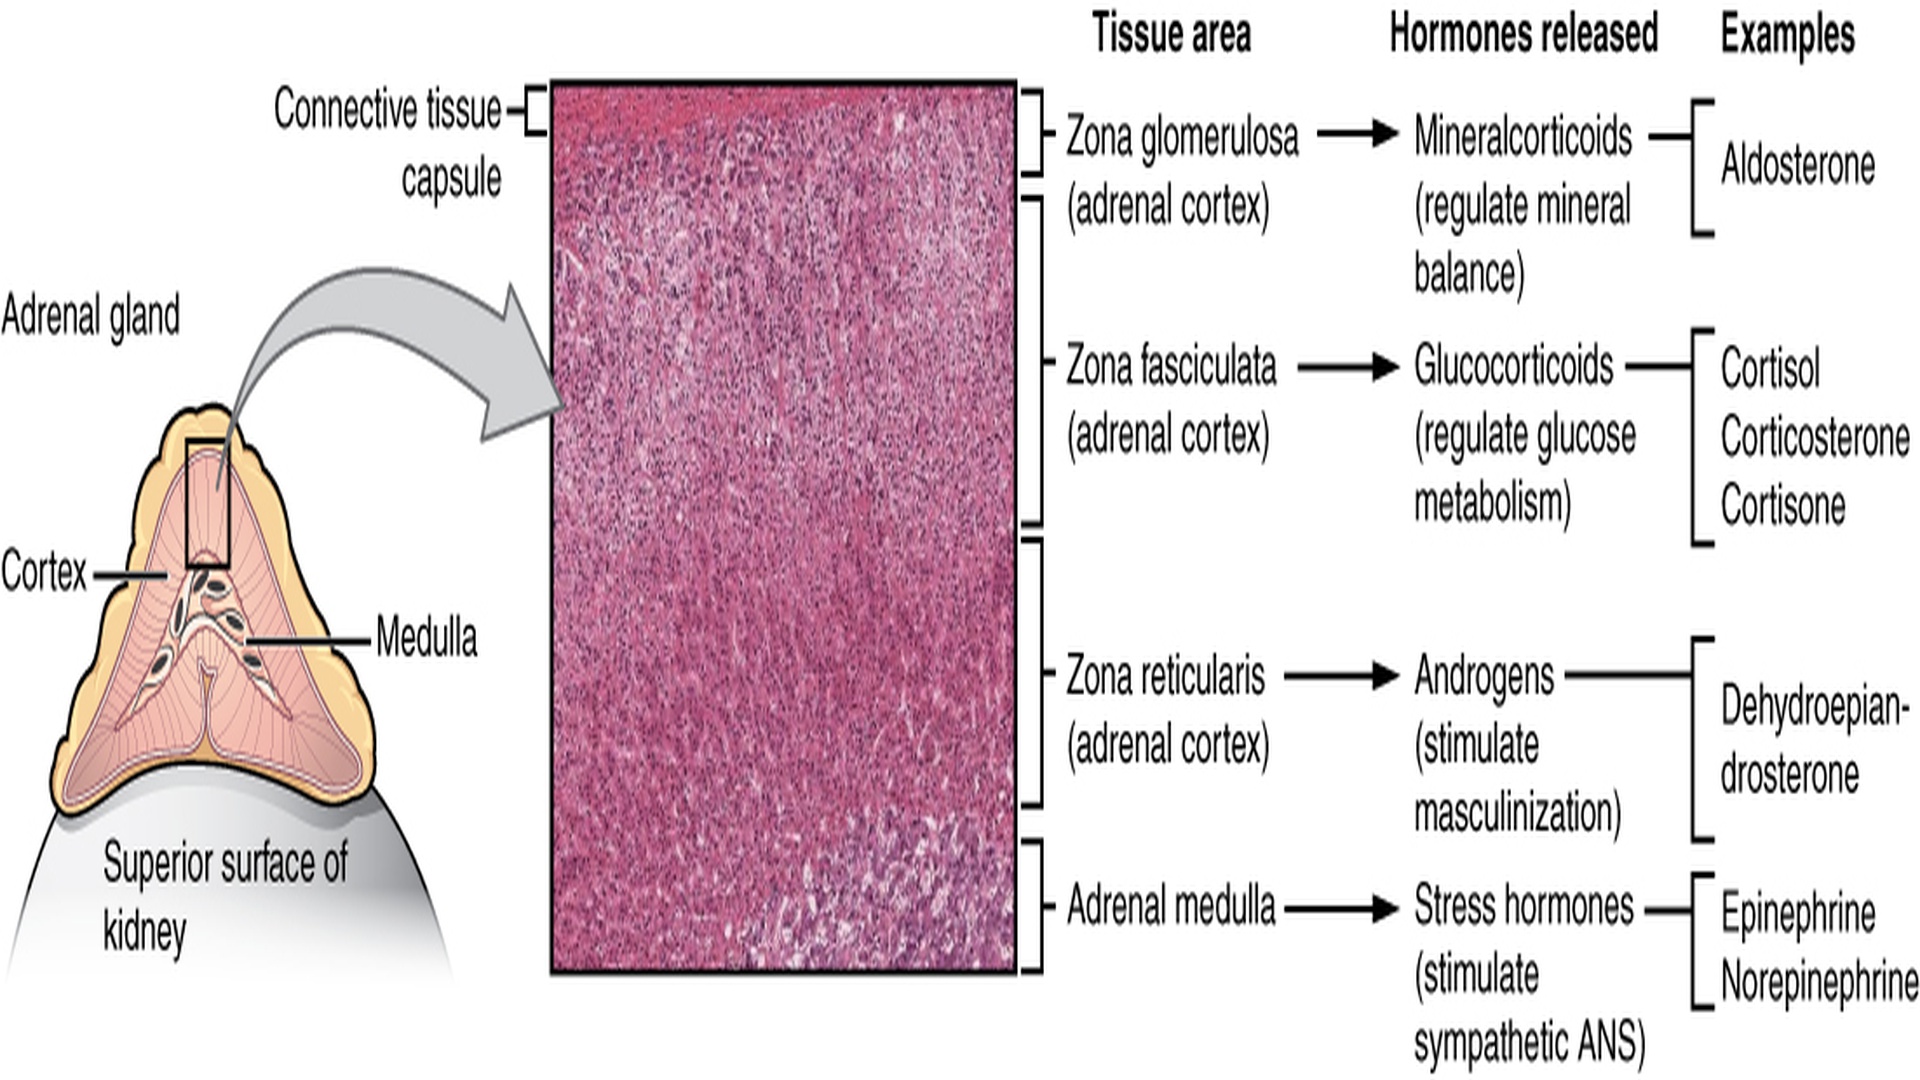 Tissue area
Hormones released
Examples
Connective tissue
capsule
Adrenal gland
Cortex
Medulla
Superior surface of
kidney
Zona glomerulosa
(adrenal cortex)
Mineralcorticoids
(regulate mineral
balance)
Aldosterone
Zona fasciculata
(adrenal cortex)
Glucocorticoids
(regulate glucose
metabolism)
Cortisol
Corticosterone
Cortisone
Zona reticularis
(adrenal cortex)
Androgens
(stimulate
masculinization)
Dehydroepian-
drosterone
Adrenal medulla
Stress hormones
(stimulate
sympathetic ANS)
Epinephrine
Norepinephrine